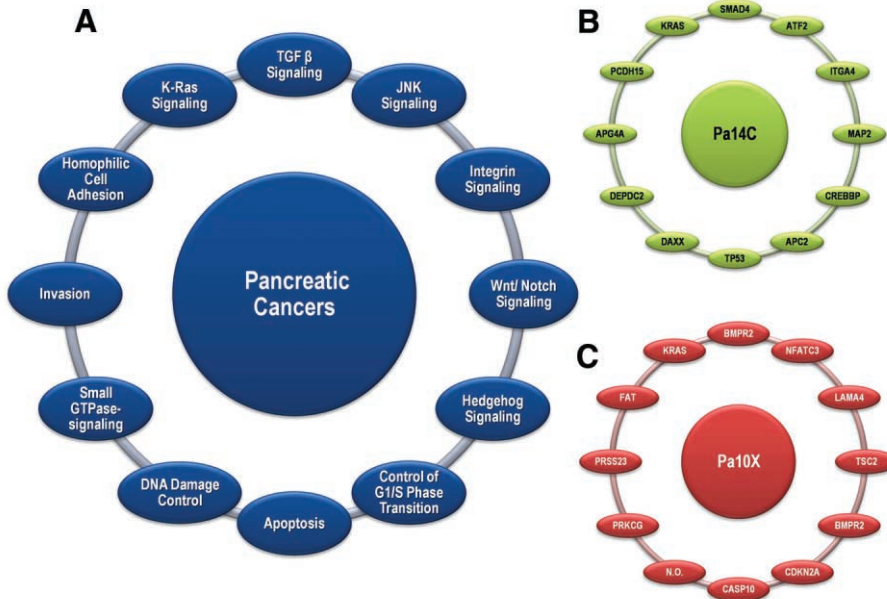 A
TGF β
Signaling
JNK
Signaling
Integrin
Signaling
Wnt/ Notch
Signaling
Hedgehog
Signaling
Control of
G1/S Phase
Transition
Apoptosis
DNA Damage
Control
Small
GTPase-
signaling
Invasion
Homophilic
Cell
Adhesion
K-Ras
Signaling
Pancreatic
Cancers
B
SMAD4
ATF2
ITGA4
MAP2
CREBBP
APC2
TP53
DAXX
DEPDC2
APG4A
PCDH15
KRAS
Pa14C
C
BMPR2
NFATC3
LAMA4
TSC2
BMPR2
CDKN2A
CASP10
N.O.
PRKCG
PRSS23
FAT
KRAS
Pa10X